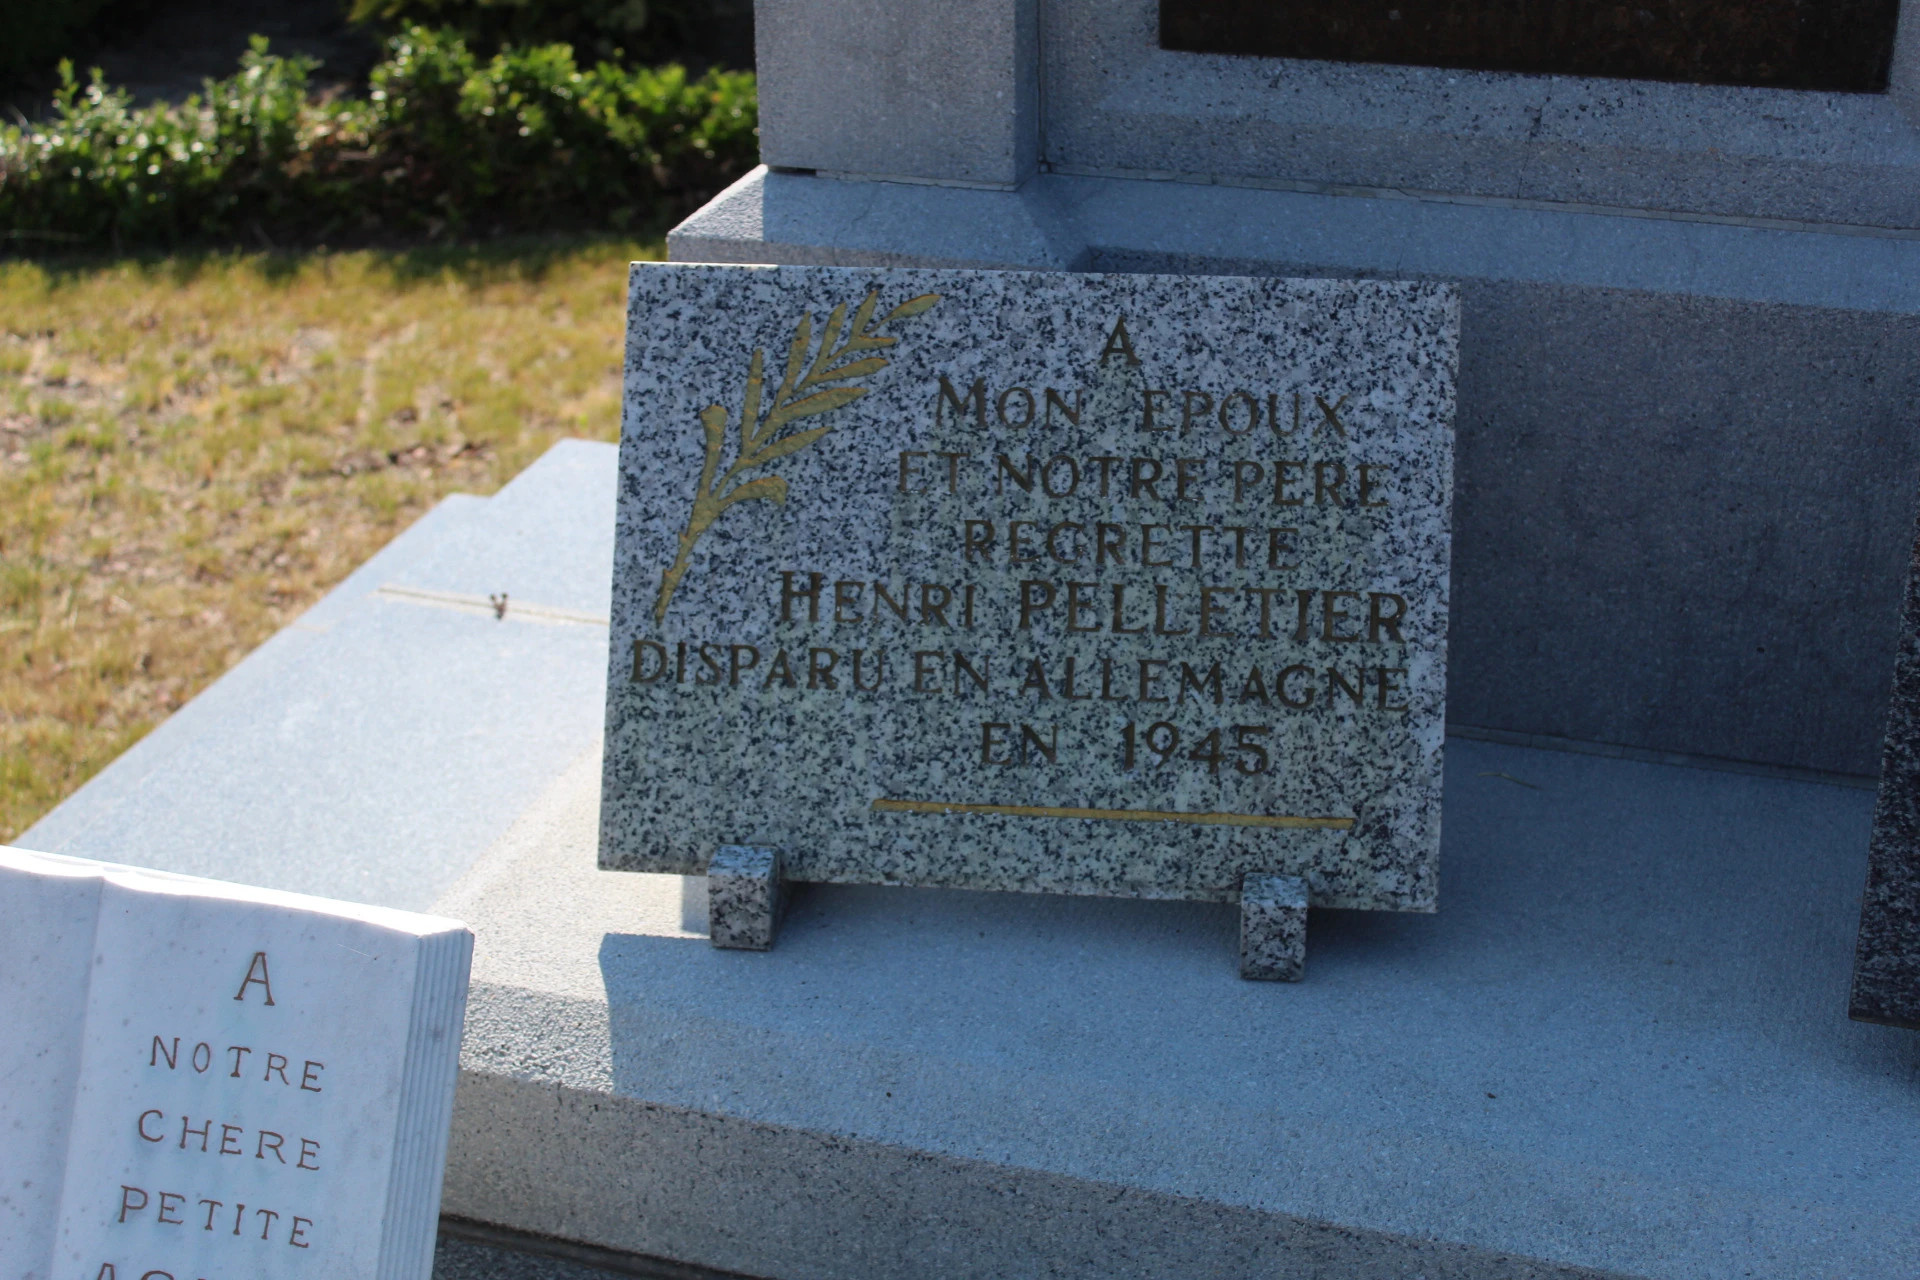 A
MON EPOUX
ET NOTRE PERE
REGRETTE
HENRI PELLETIER
DISPARU EN ALLEMAGNE
EN 1945
A
NOTRE
CHERE
PETITE